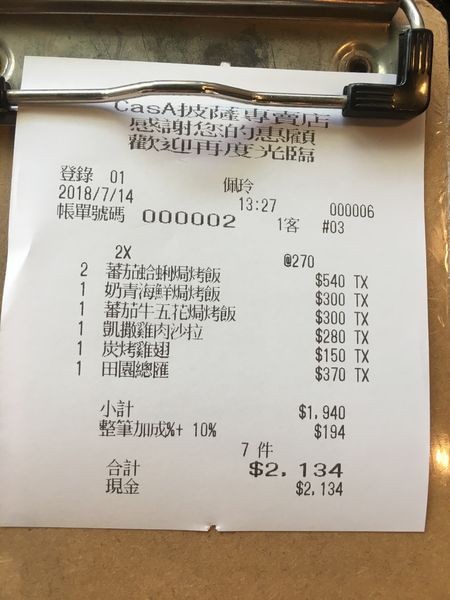 CasA披薩專賣店
感謝您的惠顧
歡迎再度光臨
登錄 01 佩玲
2018/7/14 13:27 000006
帳單號碼 000002 1客 #03
2X @270
2 蕃茄蛤蜊焗烤飯 $540 TX
1 奶青海鮮焗烤飯 $300 TX
1 蕃茄牛五花焗烤飯 $300 TX
1 凱撒雞肉沙拉 $280 TX
1 炭烤雞翅 $150 TX
1 田園總匯 $370 TX
小計 $1,940
整筆加成%+ 10% $194
7 件
合計 $2,134
現金 $2,134